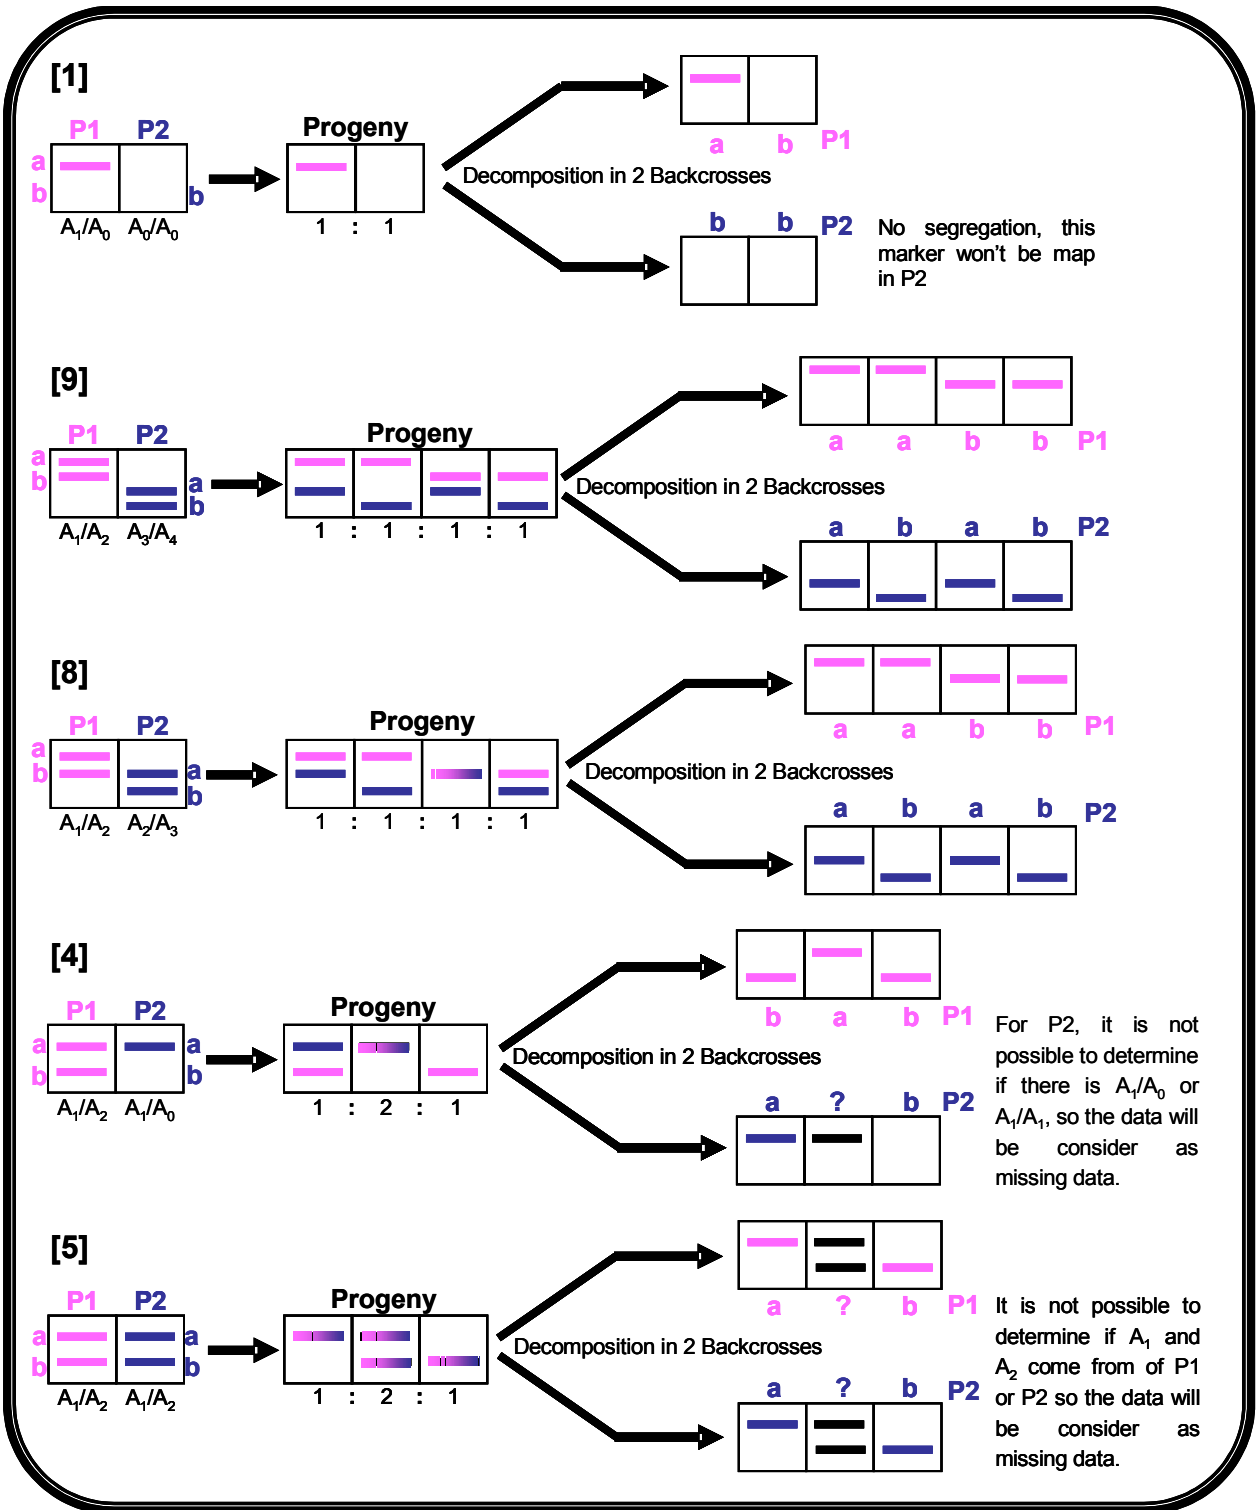 [1]
P1 P2
Progeny
a
b
b
A1/A0 A0/A0
1 : 1
Decomposition in 2 Backcrosses
a b P1
b b P2
No segregation, this
marker won't be map
in P2
[9]
P1 P2
Progeny
a
b
a
b
A1/A2 A3/A4
1 : 1 : 1 : 1
Decomposition in 2 Backcrosses
a a b b P1
a b a b P2
[8]
P1 P2
Progeny
a
b
a
b
A1/A2 A2/A3
1 : 1 : 1 : 1
Decomposition in 2 Backcrosses
a a b b P1
a b a b P2
[4]
P1 P2
Progeny
a
b
a
b
A1/A2 A1/A0
1 : 2 : 1
Decomposition in 2 Backcrosses
b a b P1
a ? b P2
For P2, it is not
possible to determine
if there is A1/A0 or
A1/A1, so the data will
be consider as
missing data.
[5]
P1 P2
Progeny
a
b
a
b
A1/A2 A1/A2
1 : 2 : 1
Decomposition in 2 Backcrosses
a ? b P1
a ? b P2
It is not possible to
determine if A1 and
A2 come from of P1
or P2 so the data will
be consider as
missing data.